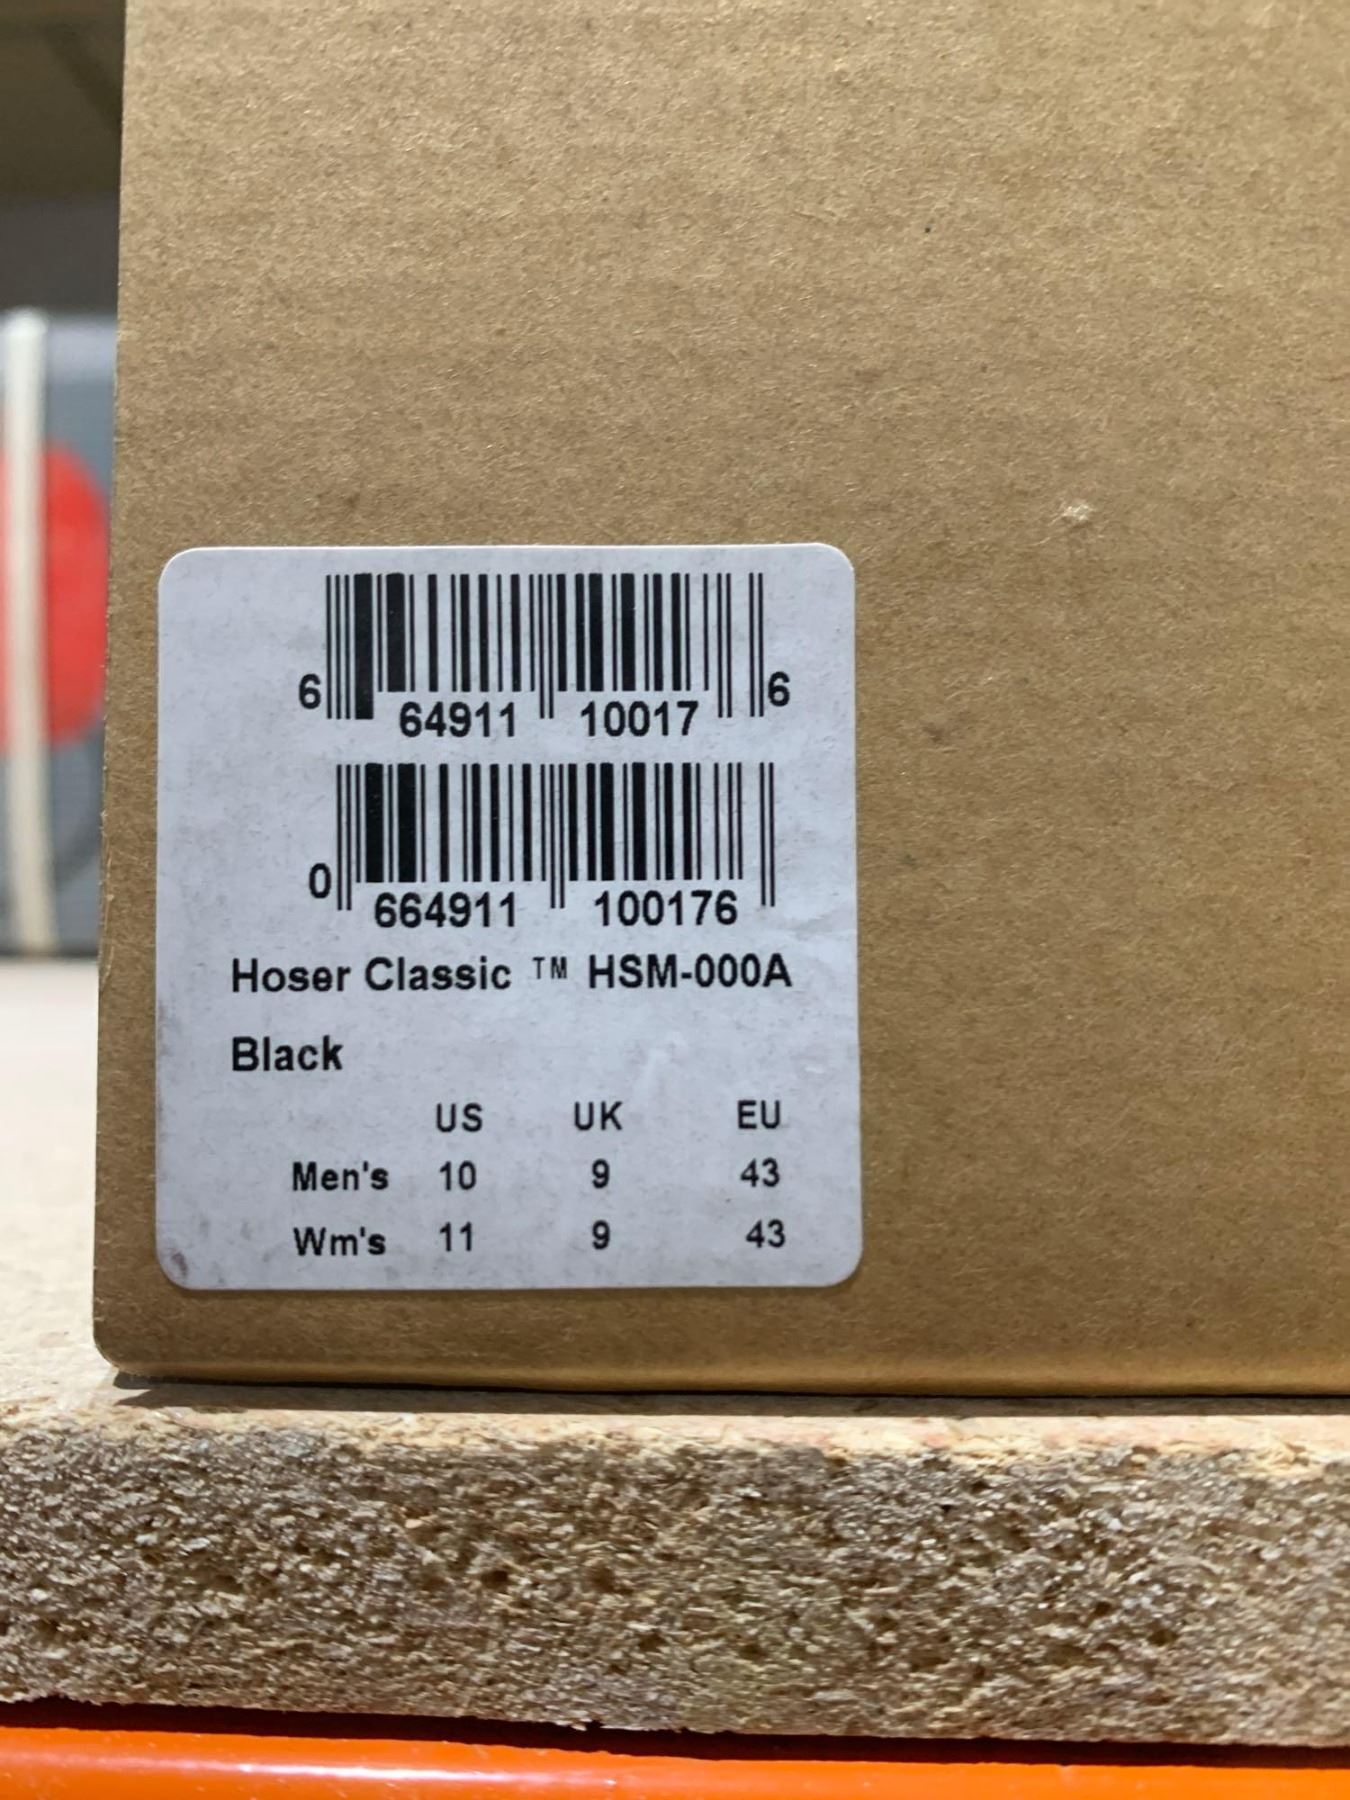 6 64911 10017 6
0 664911 100176
Hoser Classic ™ HSM-000A
Black
US UK EU
Men's 10 9 43
Wm's 11 9 43